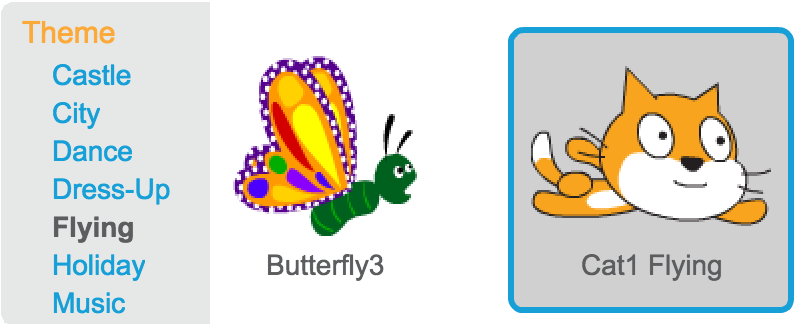 Theme
Castle
City
Dance
Dress-Up
Flying
Holiday
Music
Butterfly3
Cat1 Flying